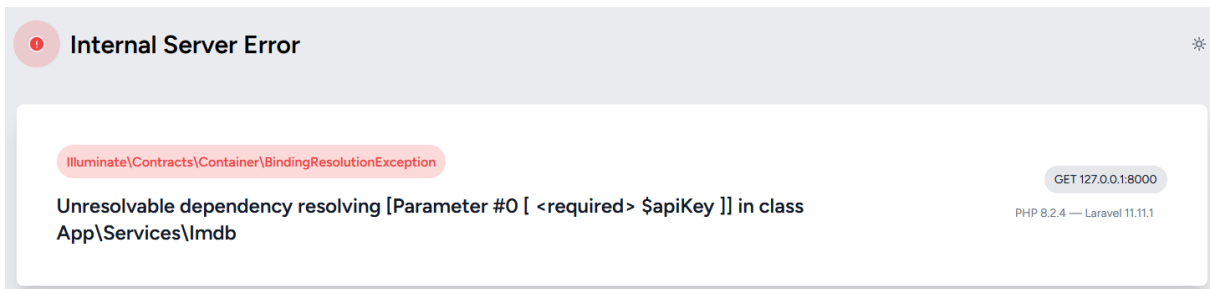 Internal Server Error
Illuminate\Contracts\Container\BindingResolutionException
GET 127.0.0.1:8000
Unresolvable dependency resolving [Parameter #0 [ <required> $apiKey ]] in class
App\Services\Imdb
PHP 8.2.4 — Laravel 11.11.1